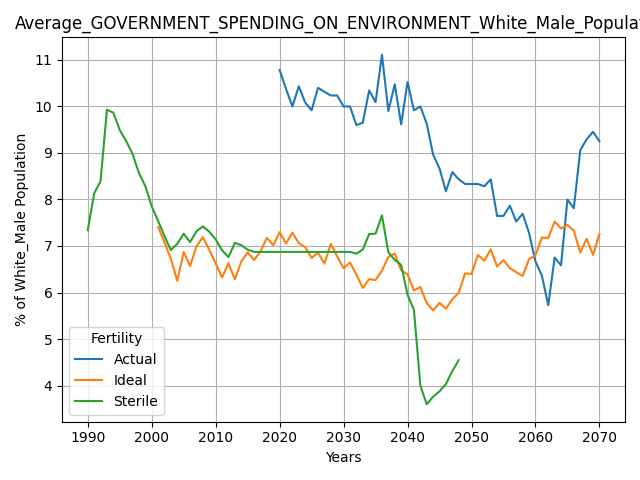 Average_GOVERNMENT_SPENDING_ON_ENVIRONMENT_White_Male_Populat
% of White_Male Population
11
10
9
8
7
6
5
4
Fertility
Actual
Ideal
Sterile
1990 2000 2010 2020 2030 2040 2050 2060 2070
Years